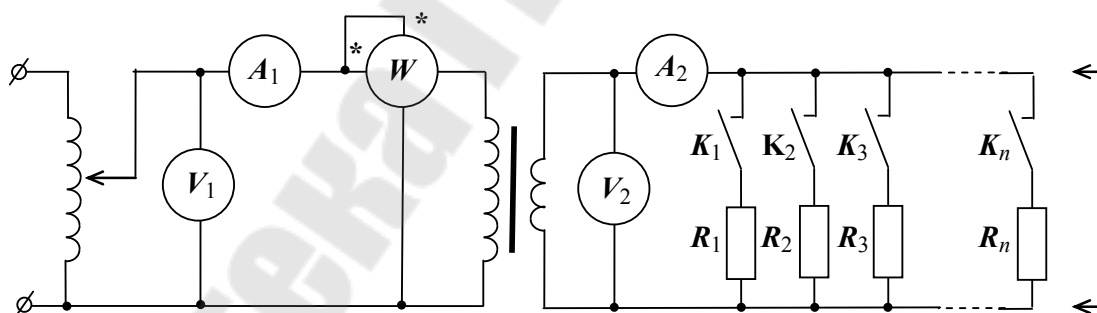 * *
A₁ W A₂
V₁ V₂
K₁ K₂ K₃ Kₙ
R₁ R₂ R₃ Rₙ